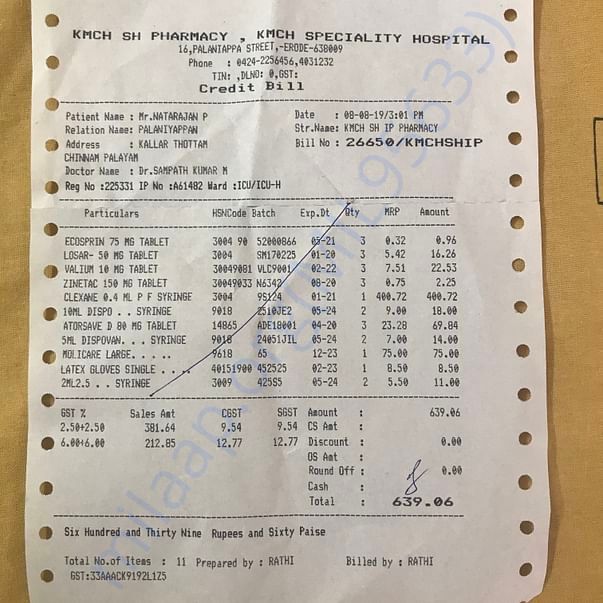 KMCH SH PHARMACY , KMCH SPECIALITY HOSPITAL
16,PALANIAPPA STREET,-ERODE-638009
Phone : 0424-2256456,4031232
TIN: ,DLNO: 0,GST:
Credit Bill
Patient Name : Mr.NATARAJAN P Date : 08-08-19/3:01 PM
Relation Name: PALANIYAPPAN Str.Name: KMCH SH IP PHARMACY
Address : KALLAR THOTTAM Bill No : 26650/KMCHSHIP
CHINNAM PALAYAM
Doctor Name : Dr.SAMPATH KUMAR M
Reg No :225331 IP No :A61482 Ward :ICU/ICU-H
Particulars HSNCode Batch Exp.Dt Qty MRP Amount
ECOSPRIN 75 MG TABLET 3004 90 52000866 05-21 3 0.32 0.96
LOSAR- 50 MG TABLET 3004 SM170225 01-20 3 5.42 16.26
VALIUM 10 MG TABLET 30049081 VLC9001 02-22 3 7.51 22.53
ZINETAC 150 MG TABLET 30049033 N6342 08-20 3 0.75 2.25
CLEXANE 0.4 ML P F SYRINGE 3004 9S124 01-21 1 400.72 400.72
10ML DISPO . . SYRINGE 9018 2510JE2 05-24 2 9.00 18.00
ATORSAVE D 80 MG TABLET 14865 ADE18001 04-20 3 23.28 69.84
5ML DISPOVAN. . . SYRINGE 9018 24051JIL 05-24 2 7.00 14.00
MOLICARE LARGE. . . . . 9618 65 12-23 1 75.00 75.00
LATEX GLOVES SINGLE . . . . 40151900 452525 02-23 1 8.50 8.50
2ML2.5 . . SYRINGE 3009 425S5 05-24 2 5.50 11.00
GST % Sales Amt CGST SGST Amount : 639.06
2.50+2.50 381.64 9.54 9.54 CS Amt :
6.00+6.00 212.85 12.77 12.77 Discount : 0.00
OS Amt :
Round Off : 0.00
Cash :
Total : 639.06
Six Hundred and Thirty Nine Rupees and Sixty Paise
Total No.of Items : 11 Prepared by : RATHI Billed by : RATHI
GST:33AAACK9192L1Z5